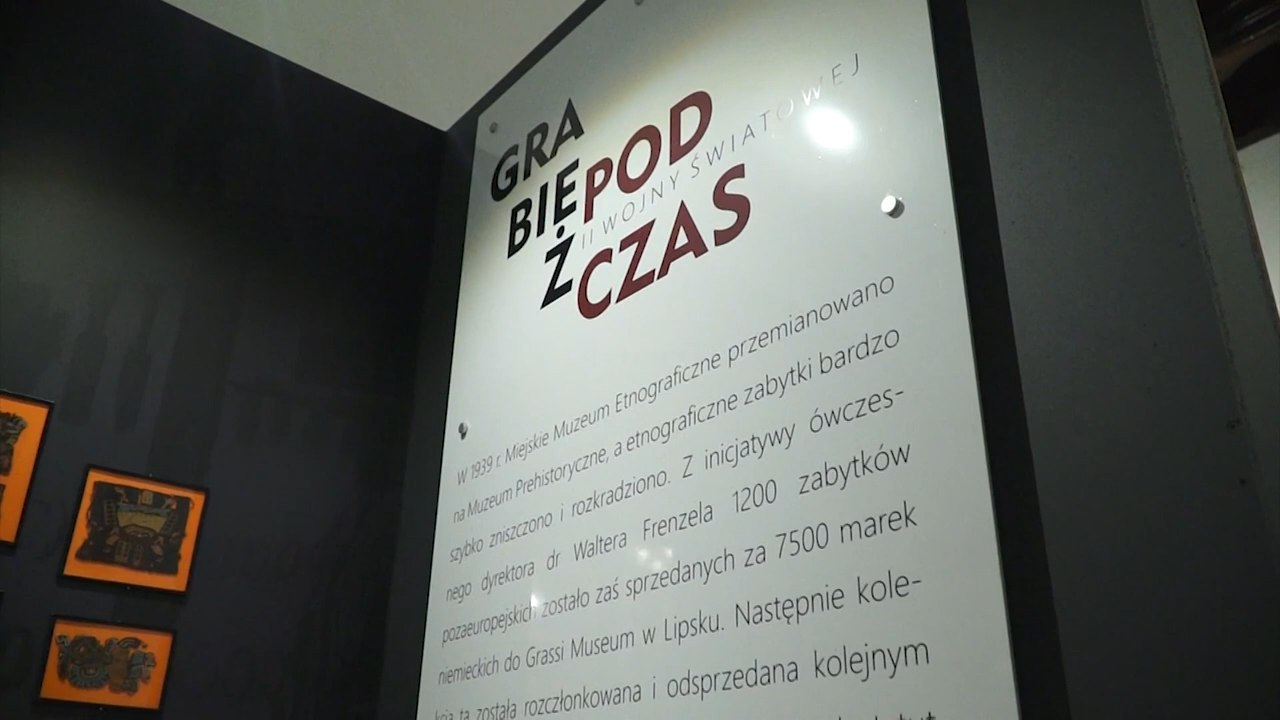 GRA
BIE POD
Ż II WOJNY ŚWIATOWEJ
CZAS
W 1939 r. Miejskie Muzeum Etnograficzne przemianowano
na Muzeum Prehistoryczne, a etnograficzne zabytki bardzo
szybko zniszczono i rozkradziono. Z inicjatywy ówczes-
nego dyrektora dr Waltera Frenzela 1200 zabytków
pozaeuropejskich zostało zaś sprzedanych za 7500 marek
niemieckich do Grassi Museum w Lipsku. Następnie kole-
kcja ta została rozczłonkowana i odsprzedana kolejnym